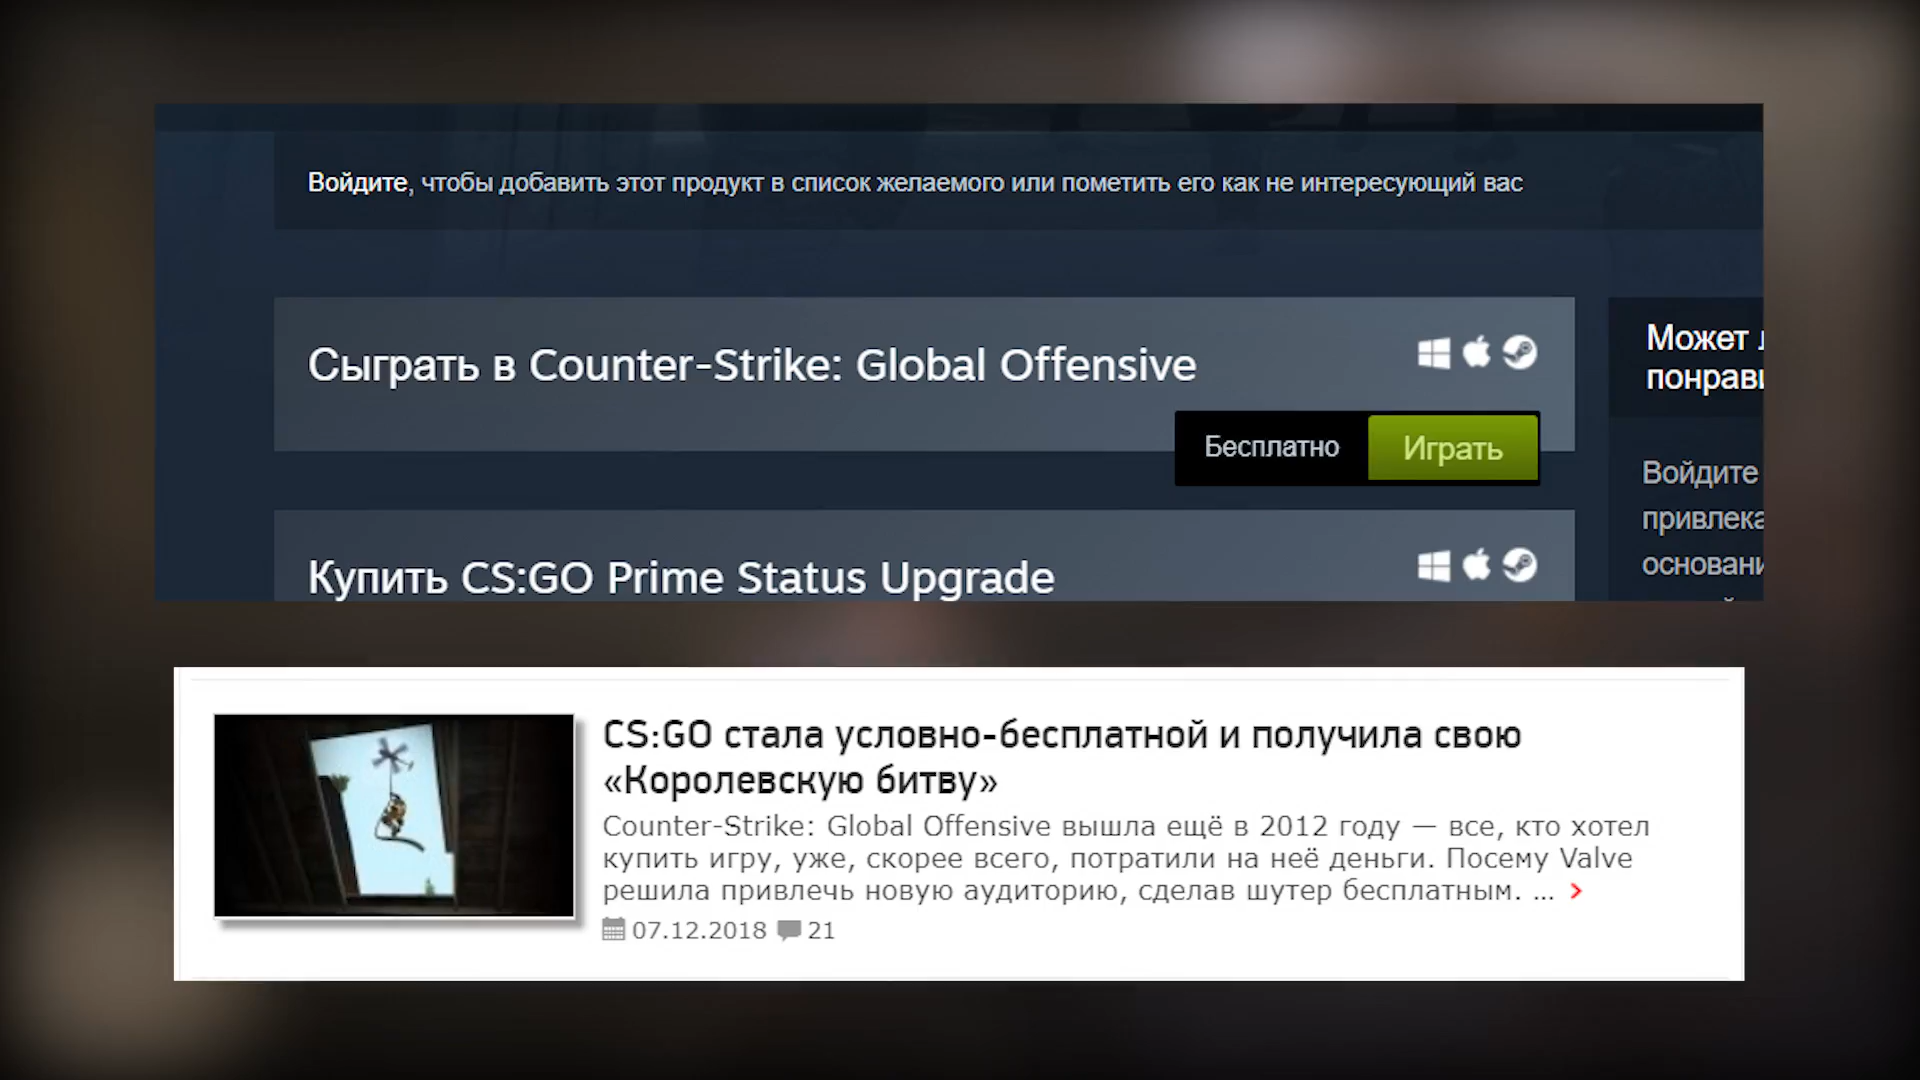 Войдите, чтобы добавить этот продукт в список желаемого или пометить его как не интересующий вас
Сыграть в Counter-Strike: Global Offensive
Бесплатно
Играть
Купить CS:GO Prime Status Upgrade
Может
Войдите
CS:GO стала условно-бесплатной и получила свою
«Королевскую битву»
Counter-Strike: Global Offensive вышла ещё в 2012 году — все, кто хотел
купить игру, уже, скорее всего, потратили на неё деньги. Посему Valve
решила привлечь новую аудиторию, сделав шутер бесплатным. ... >
07.12.2018 21